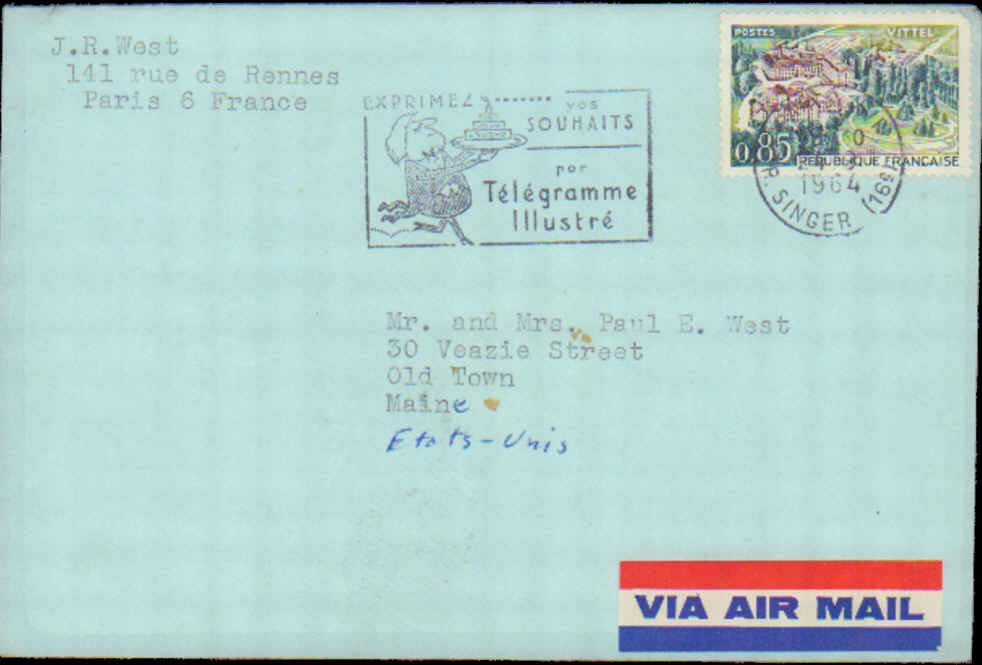 J.R.West
141 rue de Rennes
Paris 6 France
EXPRIMEZ vos
SOUHAITS
par
Télégramme
Illustré
POSTES VITTEL
0.85 REPUBLIQUE FRANCAISE
1964
R. SINGER (16e)
Mr. and Mrs. Paul E. West
30 Veazie Street
Old Town
Maine
Etats-Unis
VIA AIR MAIL